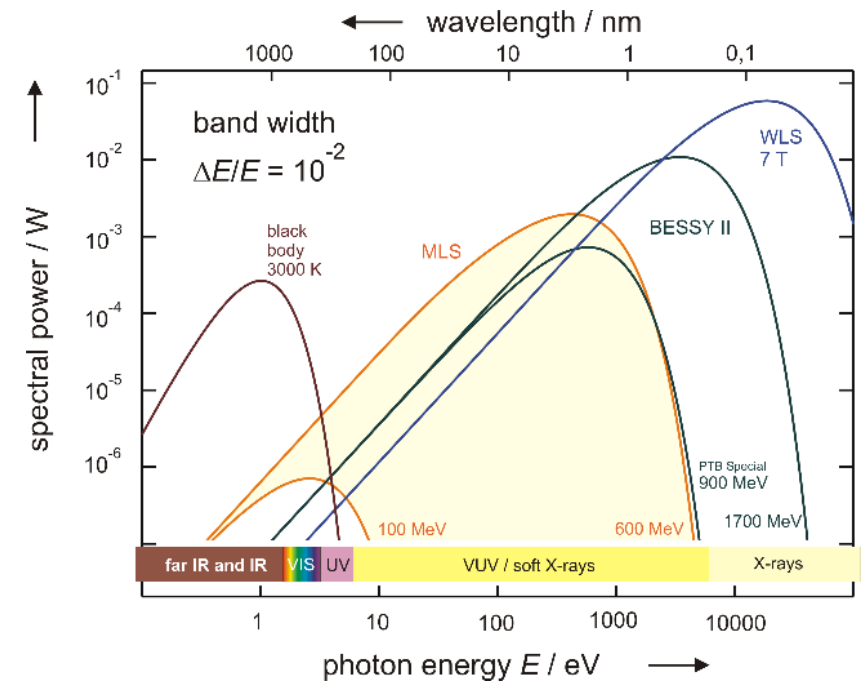 wavelength / nm
1000 100 10 1 0,1
spectral power / W
10⁻¹
10⁻²
10⁻³
10⁻⁴
10⁻⁵
10⁻⁶
band width
ΔE/E = 10⁻²
black
body
3000 K
MLS
WLS
7 T
BESSY II
PTB Special
900 MeV
1700 MeV
100 MeV
600 MeV
far IR and IR
VIS
UV
VUV / soft X-rays
X-rays
1 10 100 1000 10000
photon energy E / eV